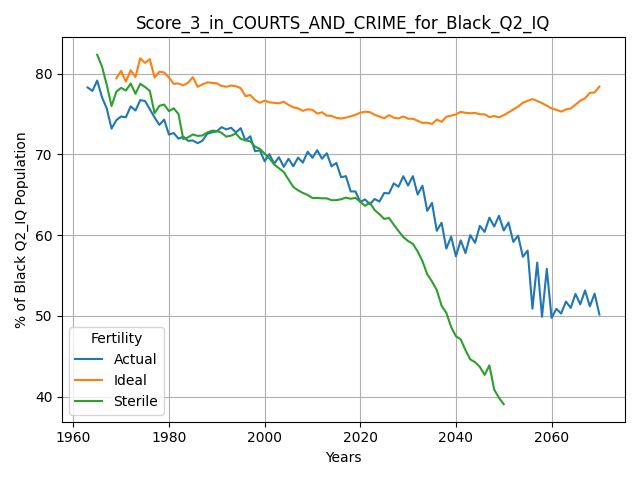 Score_3_in_COURTS_AND_CRIME_for_Black_Q2_IQ
% of Black Q2_IQ Population
80
70
60
50
40
Fertility
Actual
Ideal
Sterile
1960 1980 2000 2020 2040 2060
Years